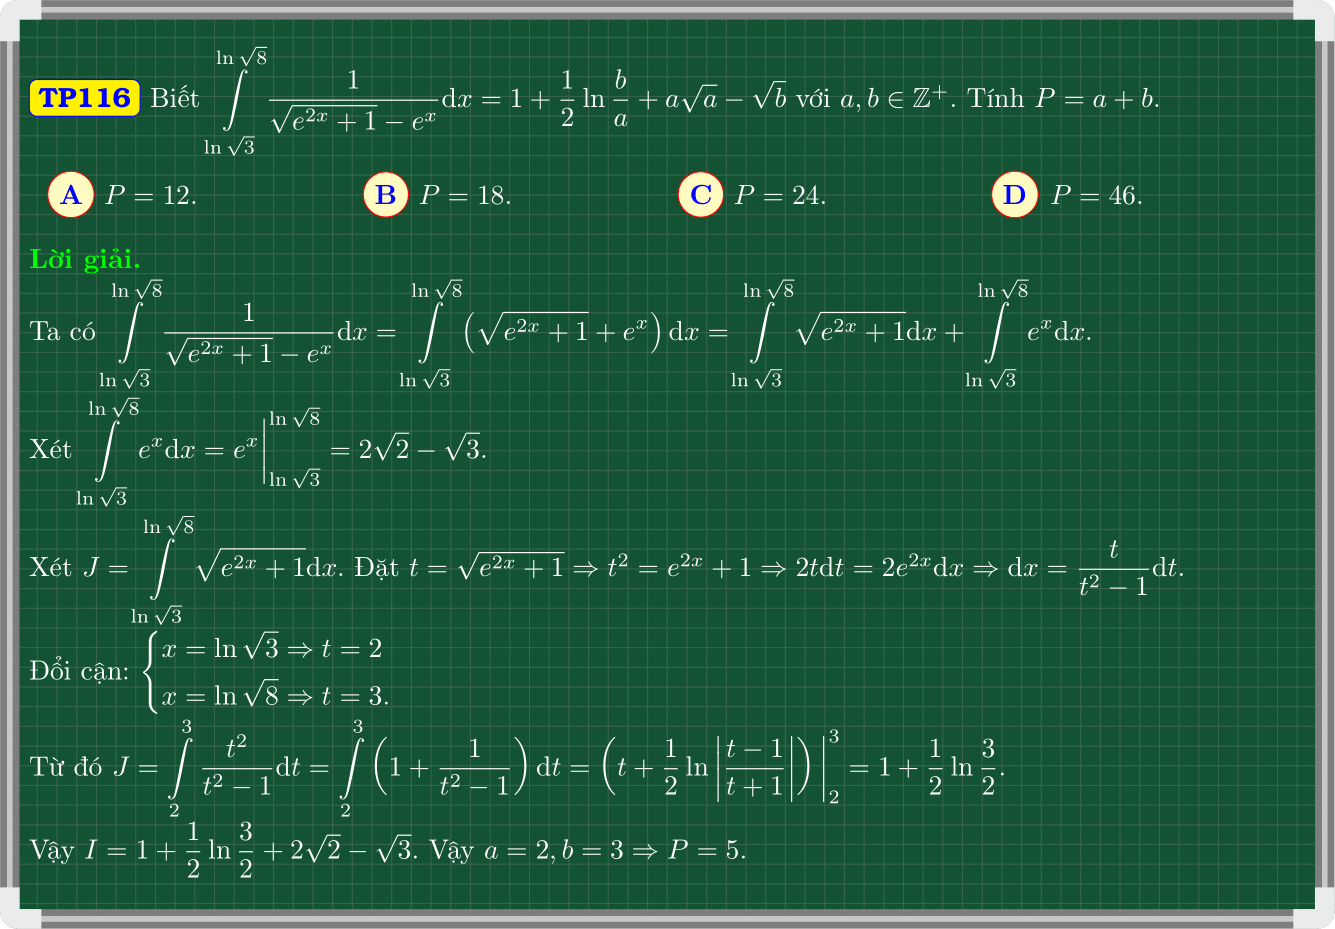 TP116 Biết $\int\limits_{\ln\sqrt{3}}^{\ln\sqrt{8}} \frac{1}{\sqrt{e^{2x}+1}-e^x}\mathrm{d}x = 1+\frac{1}{2}\ln\frac{b}{a}+a\sqrt{a}-\sqrt{b}$ với $a, b \in \mathbb{Z}^+$. Tính $P = a+b$.
A $P = 12$. B $P = 18$. C $P = 24$. D $P = 46$.
Lời giải.
Ta có $\int\limits_{\ln\sqrt{3}}^{\ln\sqrt{8}} \frac{1}{\sqrt{e^{2x}+1}-e^x}\mathrm{d}x = \int\limits_{\ln\sqrt{3}}^{\ln\sqrt{8}} \left(\sqrt{e^{2x}+1}+e^x\right)\mathrm{d}x = \int\limits_{\ln\sqrt{3}}^{\ln\sqrt{8}} \sqrt{e^{2x}+1}\mathrm{d}x + \int\limits_{\ln\sqrt{3}}^{\ln\sqrt{8}} e^x\mathrm{d}x$.
Xét $\int\limits_{\ln\sqrt{3}}^{\ln\sqrt{8}} e^x\mathrm{d}x = e^x\Big|_{\ln\sqrt{3}}^{\ln\sqrt{8}} = 2\sqrt{2}-\sqrt{3}$.
Xét $J = \int\limits_{\ln\sqrt{3}}^{\ln\sqrt{8}} \sqrt{e^{2x}+1}\mathrm{d}x$. Đặt $t = \sqrt{e^{2x}+1} \Rightarrow t^2 = e^{2x}+1 \Rightarrow 2t\mathrm{d}t = 2e^{2x}\mathrm{d}x \Rightarrow \mathrm{d}x = \frac{t}{t^2-1}\mathrm{d}t$.
Đổi cận: $\begin{cases} x = \ln\sqrt{3} \Rightarrow t = 2 \\ x = \ln\sqrt{8} \Rightarrow t = 3. \end{cases}$
Từ đó $J = \int\limits_{2}^{3} \frac{t^2}{t^2-1}\mathrm{d}t = \int\limits_{2}^{3} \left(1+\frac{1}{t^2-1}\right)\mathrm{d}t = \left(t+\frac{1}{2}\ln\left|\frac{t-1}{t+1}\right|\right)\Big|_{2}^{3} = 1+\frac{1}{2}\ln\frac{3}{2}$.
Vậy $I = 1+\frac{1}{2}\ln\frac{3}{2}+2\sqrt{2}-\sqrt{3}$. Vậy $a = 2, b = 3 \Rightarrow P = 5$.